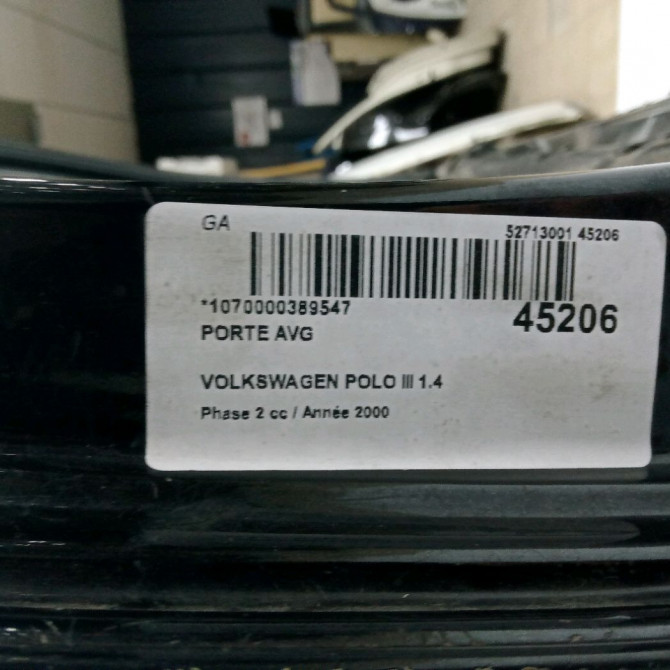 GA
52713001 45206
*1070000389547
45206
PORTE AVG
VOLKSWAGEN POLO III 1.4
Phase 2 cc / Année 2000